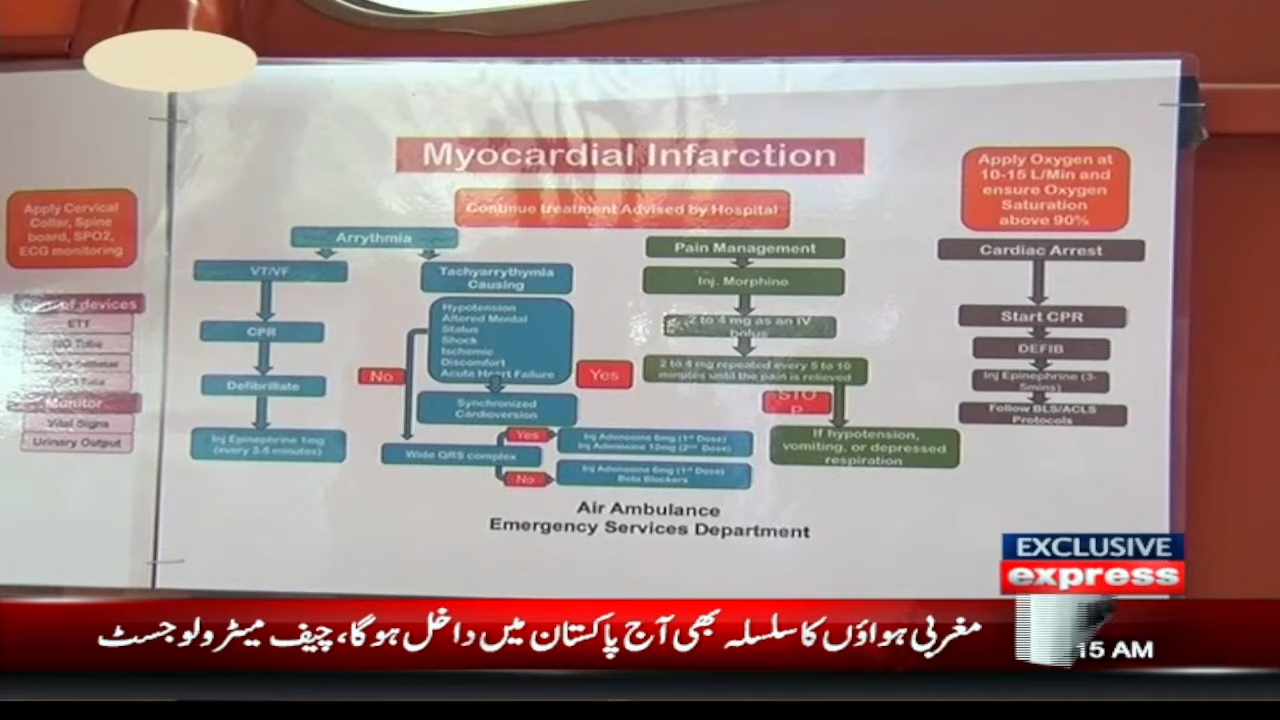 Myocardial Infarction
Continue treatment Advised by Hospital
Apply Oxygen at
10-15 L/Min and
ensure Oxygen
Saturation
above 90%
Apply Cervical
Collar, Spine
board, SPO2,
ECG monitoring
of devices
ETT
NG Tube
Monitor
Vital Signs
Urinary Output
Arrythmia
VT/VF
CPR
Defibrillate
Inj Epinephrine 1mg
(every 3-5 minutes)
Tachyarrythmia
Causing
Hypotension
Altered Mental
Status
Shock
Ischemic
Discomfort
Acute Heart Failure
No
Yes
Synchronized
Cardioversion
Wide QRS complex
Yes
Inj Adenosine 6mg (1st Dose)
Inj Adenosine 12mg (2nd Dose)
No
Inj Adenosine 6mg (1st Dose)
Beta Blockers
Pain Management
Inj. Morphine
2 to 4 mg as an IV
bolus
2 to 4 mg repeated every 5 to 10
minutes until the pain is relieved
STO
P
If hypotension,
vomiting, or depressed
respiration
Cardiac Arrest
Start CPR
DEFIB
Inj Epinephrine (3-
5mins)
Follow BLS/ACLS
Protocols
Air Ambulance
Emergency Services Department
EXCLUSIVE
express
مغربی ہواؤں کا سلسلہ بھی آج پاکستان میں داخل ہوگا، چیف میٹرولوجسٹ
15 AM